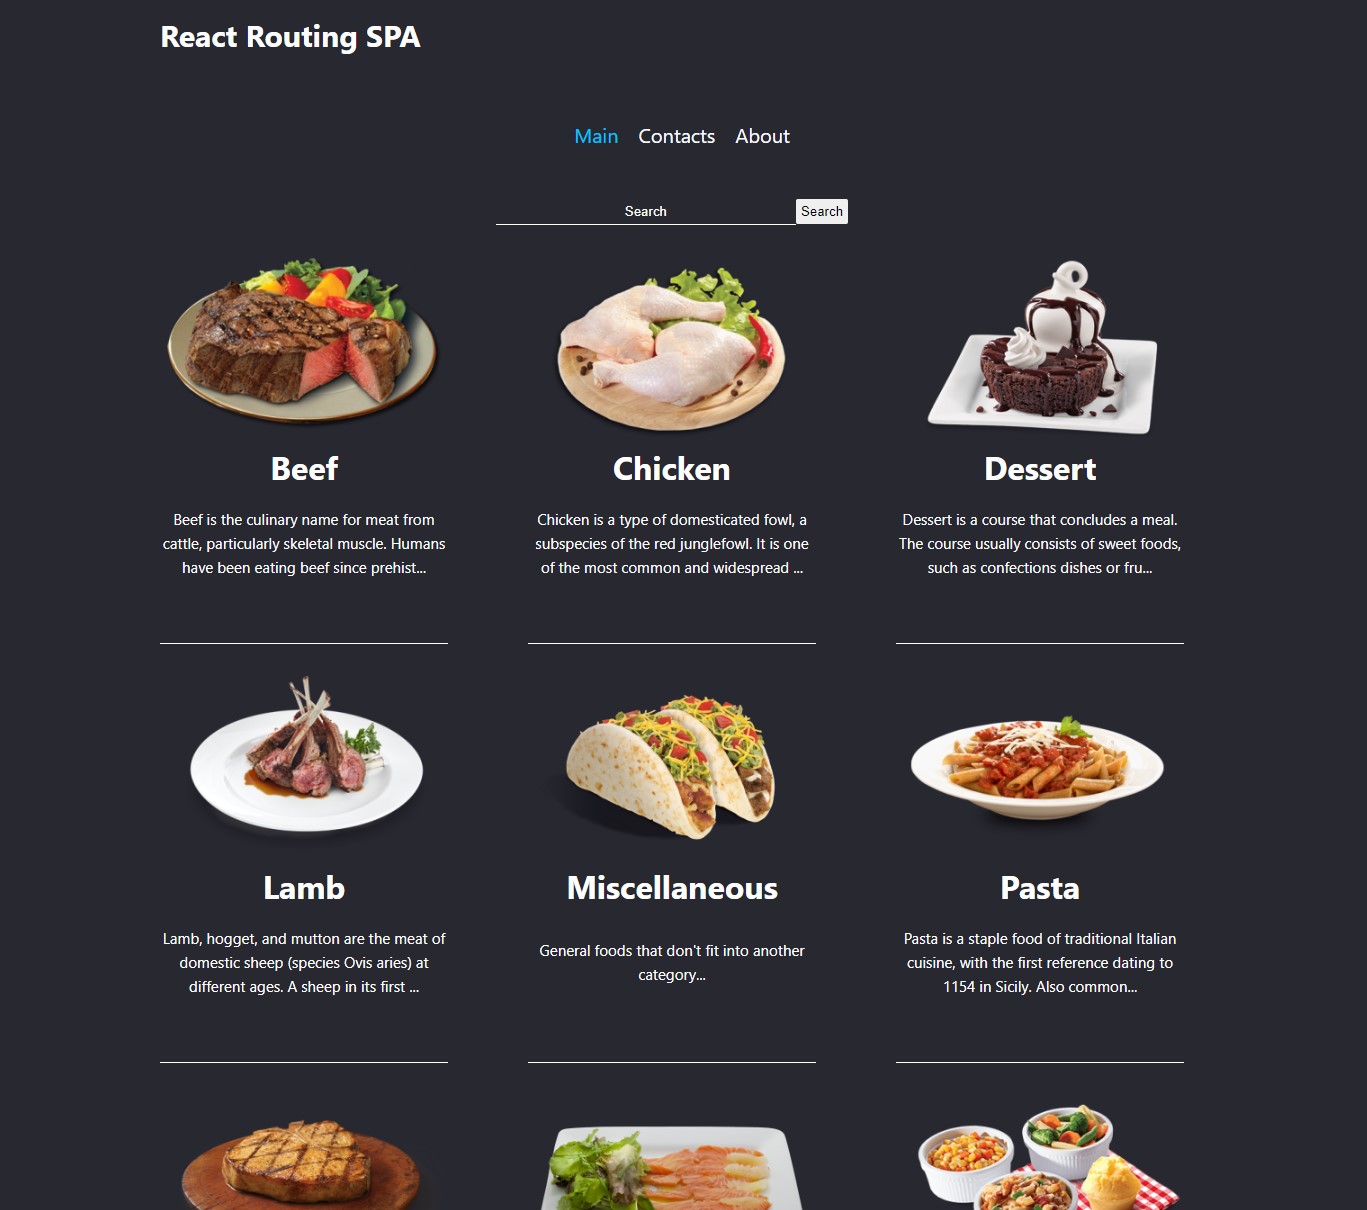 React Routing SPA
Main Contacts About
Search Search
Beef
Beef is the culinary name for meat from
cattle, particularly skeletal muscle. Humans
have been eating beef since prehist...
Chicken
Chicken is a type of domesticated fowl, a
subspecies of the red junglefowl. It is one
of the most common and widespread ...
Dessert
Dessert is a course that concludes a meal.
The course usually consists of sweet foods,
such as confections dishes or fru...
Lamb
Lamb, hogget, and mutton are the meat of
domestic sheep (species Ovis aries) at
different ages. A sheep in its first ...
Miscellaneous
General foods that don't fit into another
category...
Pasta
Pasta is a staple food of traditional Italian
cuisine, with the first reference dating to
1154 in Sicily. Also common...